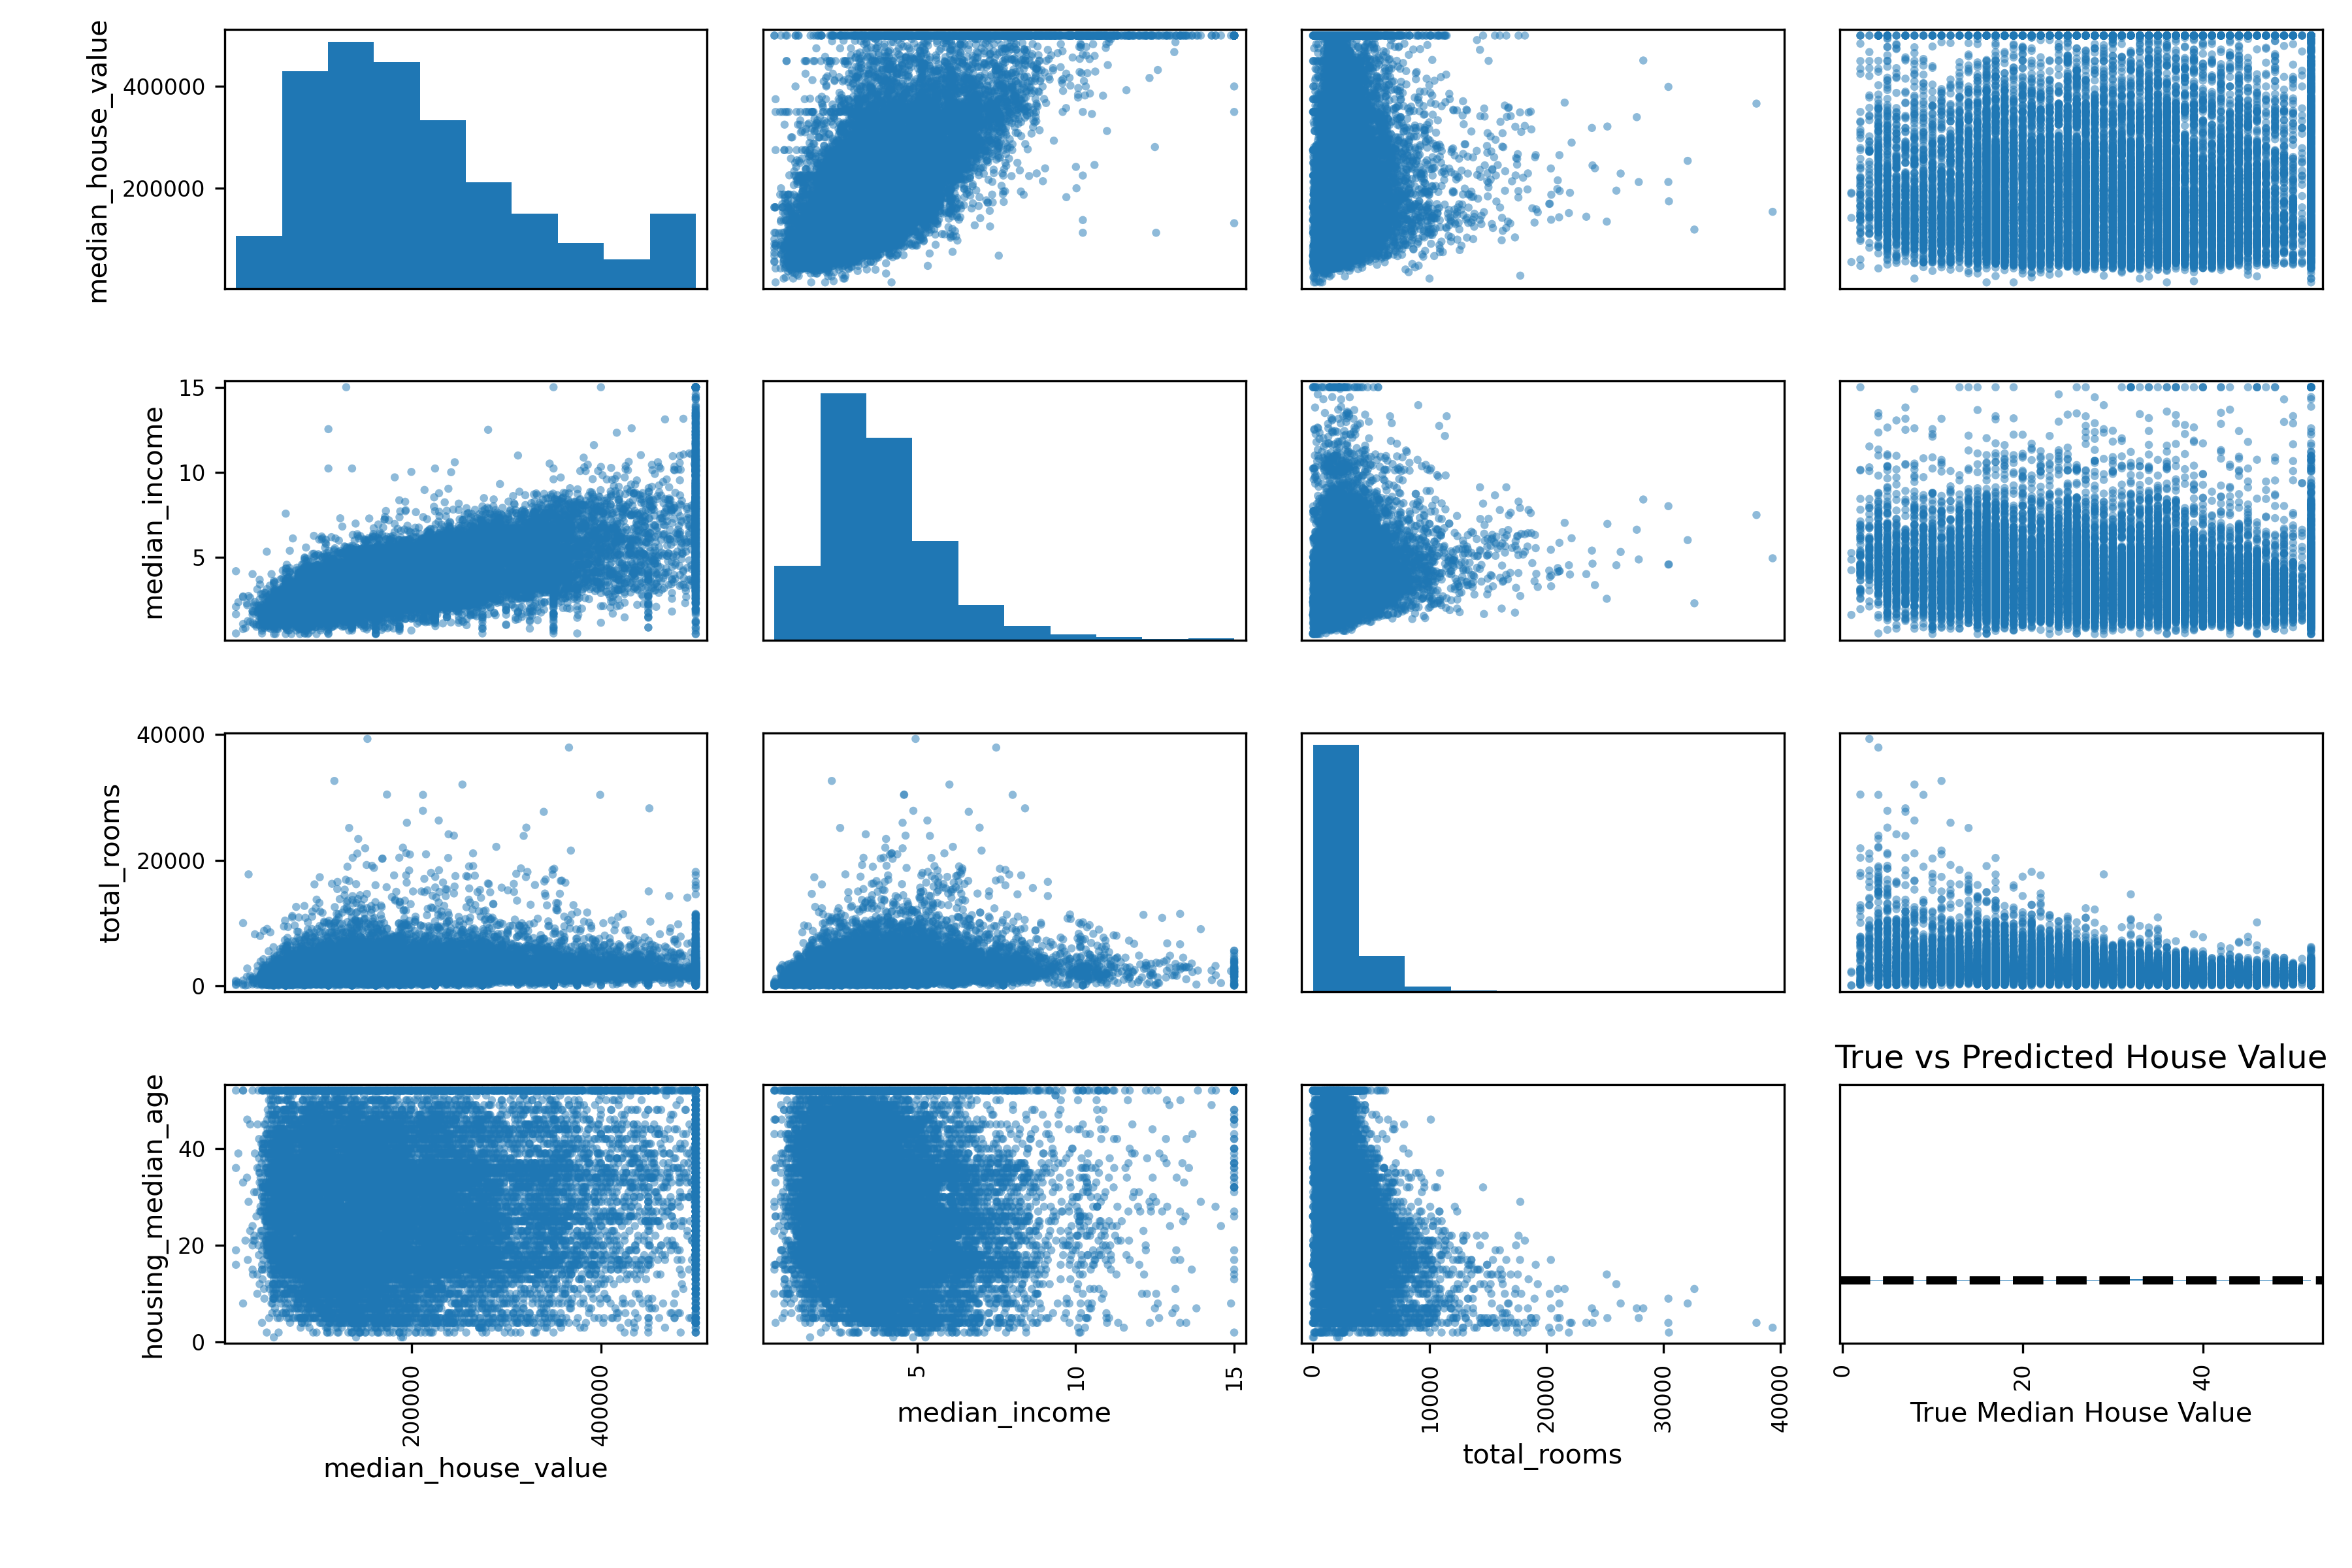 median_house_value
400000
200000
median_income
15
10
5
total_rooms
40000
20000
0
True vs Predicted House Value
housing_median_age
40
20
0
200000
400000
median_house_value
5
10
15
median_income
0
10000
20000
30000
40000
total_rooms
0
20
40
True Median House Value